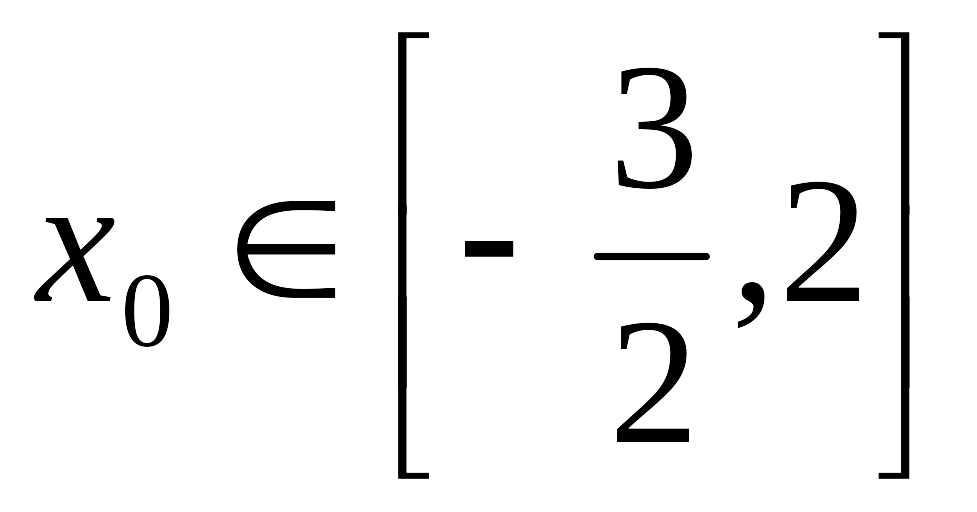 x₀ ∈ [-3/2,2]